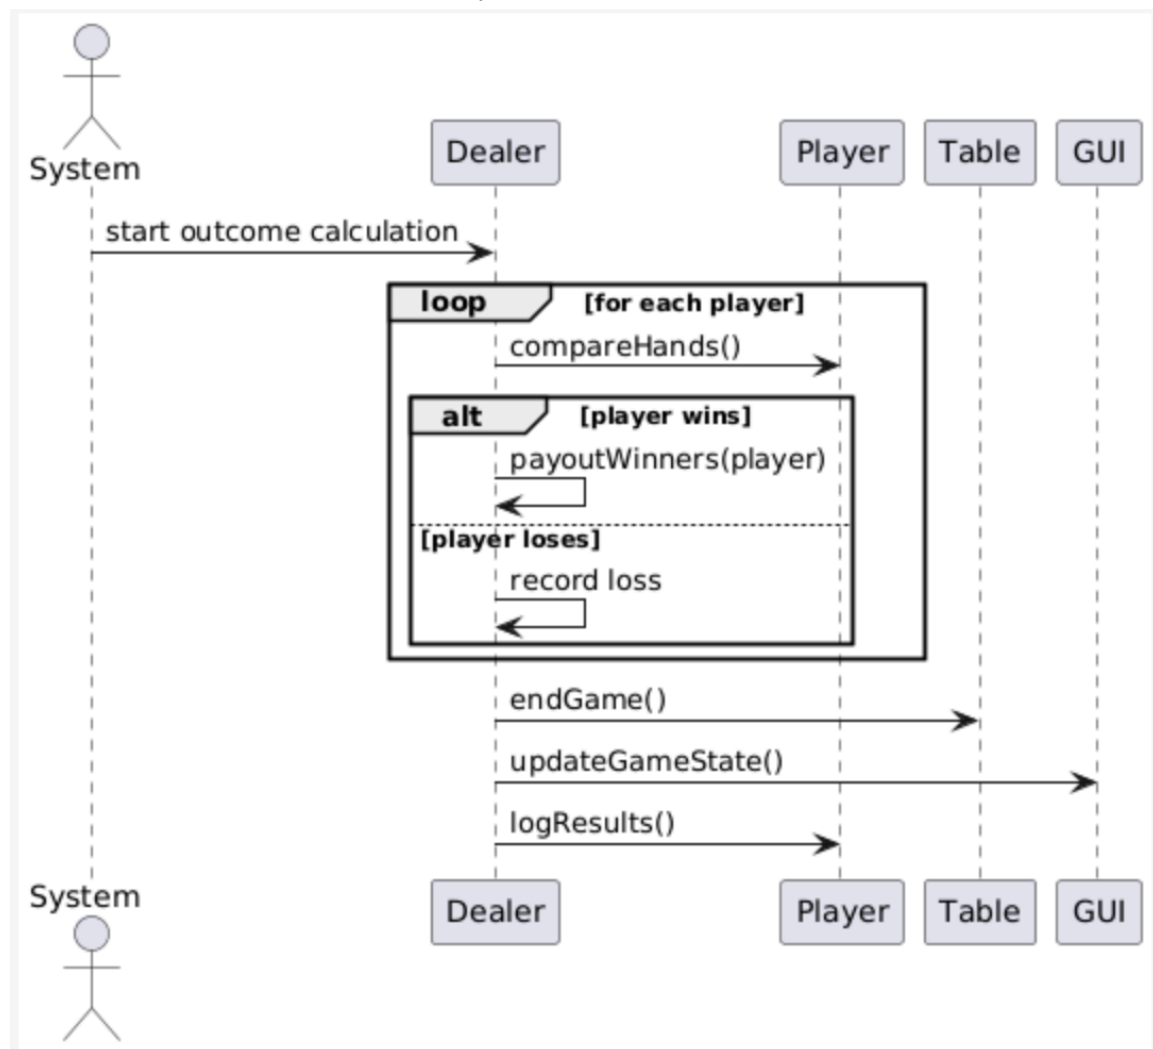 System
Dealer
Player
Table
GUI
start outcome calculation
loop
[for each player]
compareHands()
alt
[player wins]
payoutWinners(player)
[player loses]
record loss
endGame()
updateGameState()
logResults()
System
Dealer
Player
Table
GUI